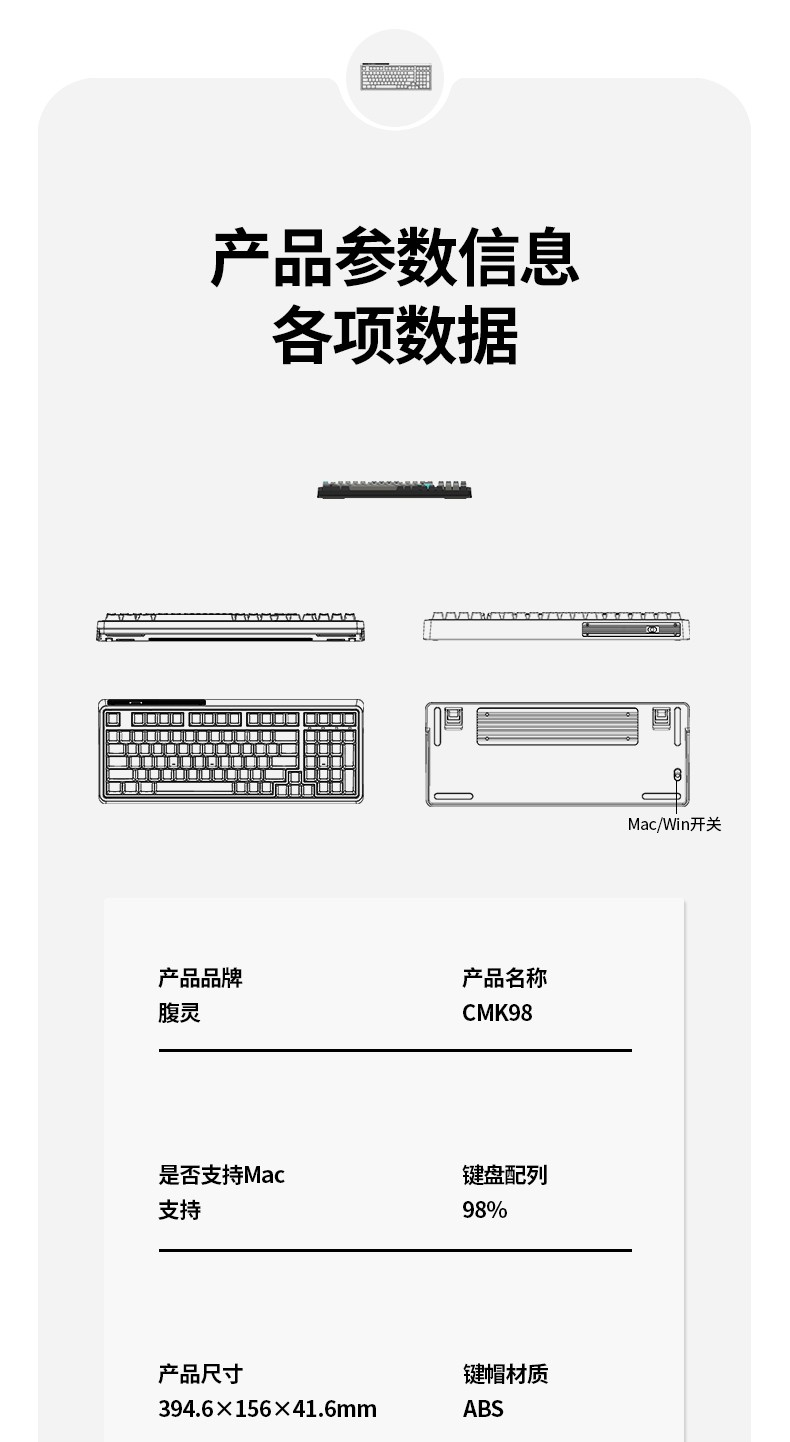 产品参数信息
各项数据
Mac/Win开关
产品品牌
产品名称
腹灵
CMK98
是否支持Mac
键盘配列
支持
98%
产品尺寸
键帽材质
394.6×156×41.6mm
ABS